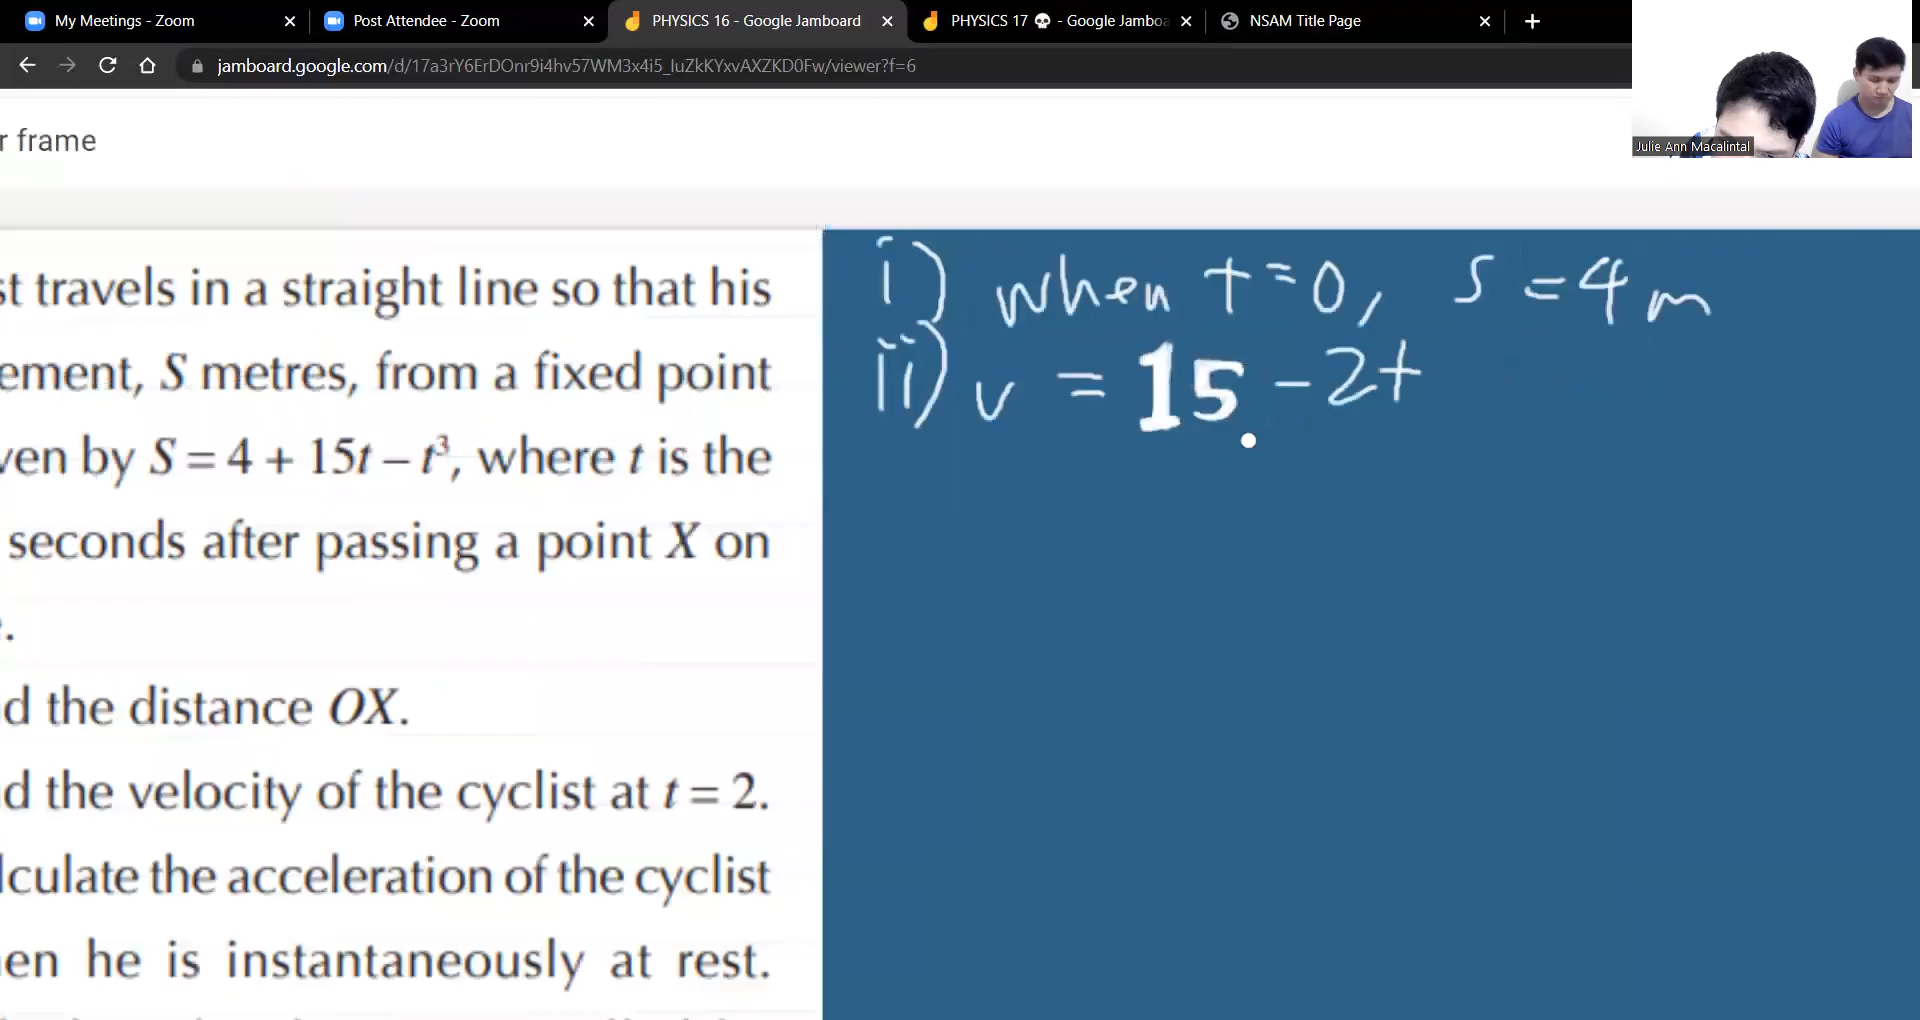 My Meetings - Zoom
Post Attendee - Zoom
PHYSICS 16 - Google Jamboard
PHYSICS 17 💀 - Google Jamboa
NSAM Title Page
jamboard.google.com/d/17a3rY6ErDOnr9i4hv57WM3x4i5_IuZkKYxvAXZKD0Fw/viewer?f=6
Julie Ann Macalintal
r frame
st travels in a straight line so that his
ement, S metres, from a fixed point
ven by S = 4 + 15t – t³, where t is the
seconds after passing a point X on
d the distance OX.
d the velocity of the cyclist at t = 2.
lculate the acceleration of the cyclist
en he is instantaneously at rest.
i) when t=0, s = 4 m
ii) v = 15 - 2t